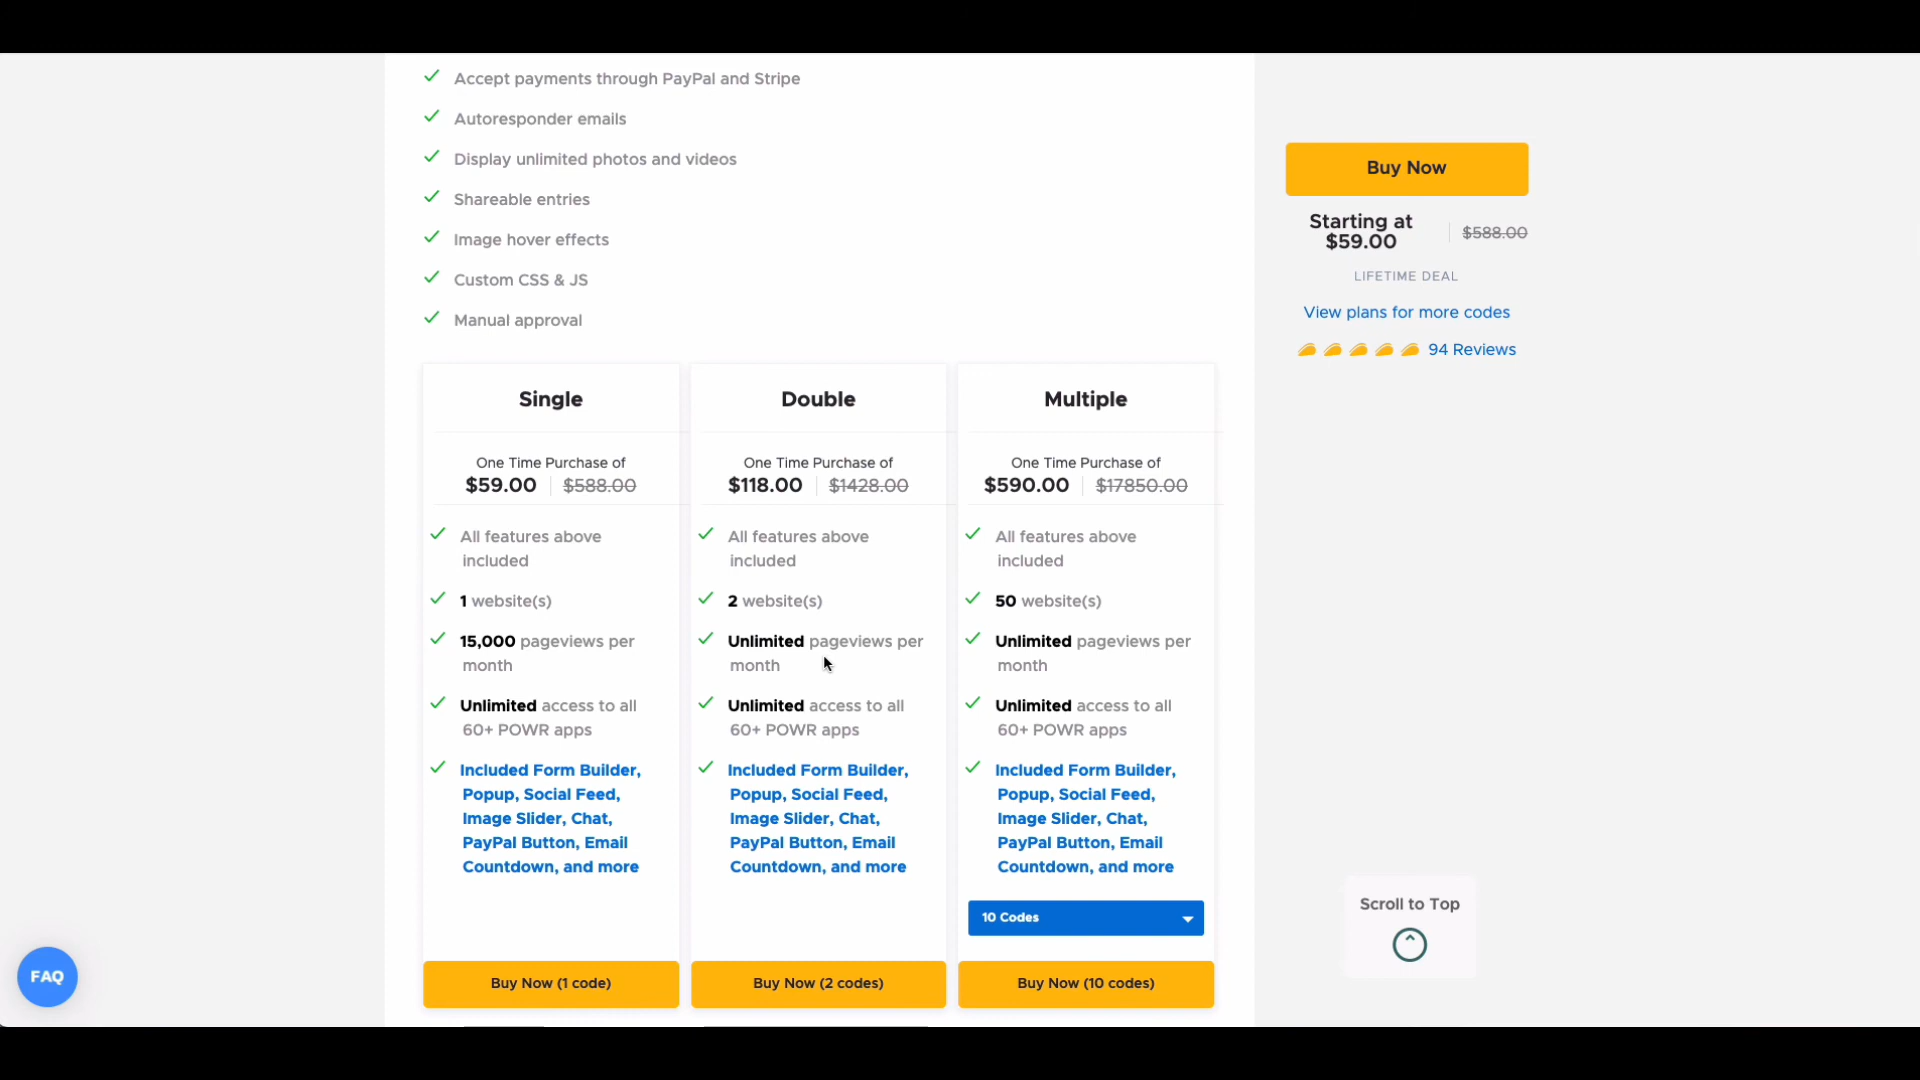 Accept payments through PayPal and Stripe
Autoresponder emails
Display unlimited photos and videos
Shareable entries
Image hover effects
Custom CSS & JS
Manual approval
Buy Now
Starting at
$59.00
$588.00
LIFETIME DEAL
View plans for more codes
94 Reviews
Single
One Time Purchase of
$59.00 $588.00
All features above
included
1 website(s)
15,000 pageviews per
month
Unlimited access to all
60+ POWR apps
Included Form Builder,
Popup, Social Feed,
Image Slider, Chat,
PayPal Button, Email
Countdown, and more
Buy Now (1 code)
Double
One Time Purchase of
$118.00 $1428.00
All features above
included
2 website(s)
Unlimited pageviews per
month
Unlimited access to all
60+ POWR apps
Included Form Builder,
Popup, Social Feed,
Image Slider, Chat,
PayPal Button, Email
Countdown, and more
Buy Now (2 codes)
Multiple
One Time Purchase of
$590.00 $17850.00
All features above
included
50 website(s)
Unlimited pageviews per
month
Unlimited access to all
60+ POWR apps
Included Form Builder,
Popup, Social Feed,
Image Slider, Chat,
PayPal Button, Email
Countdown, and more
10 Codes
Buy Now (10 codes)
Scroll to Top
FAQ